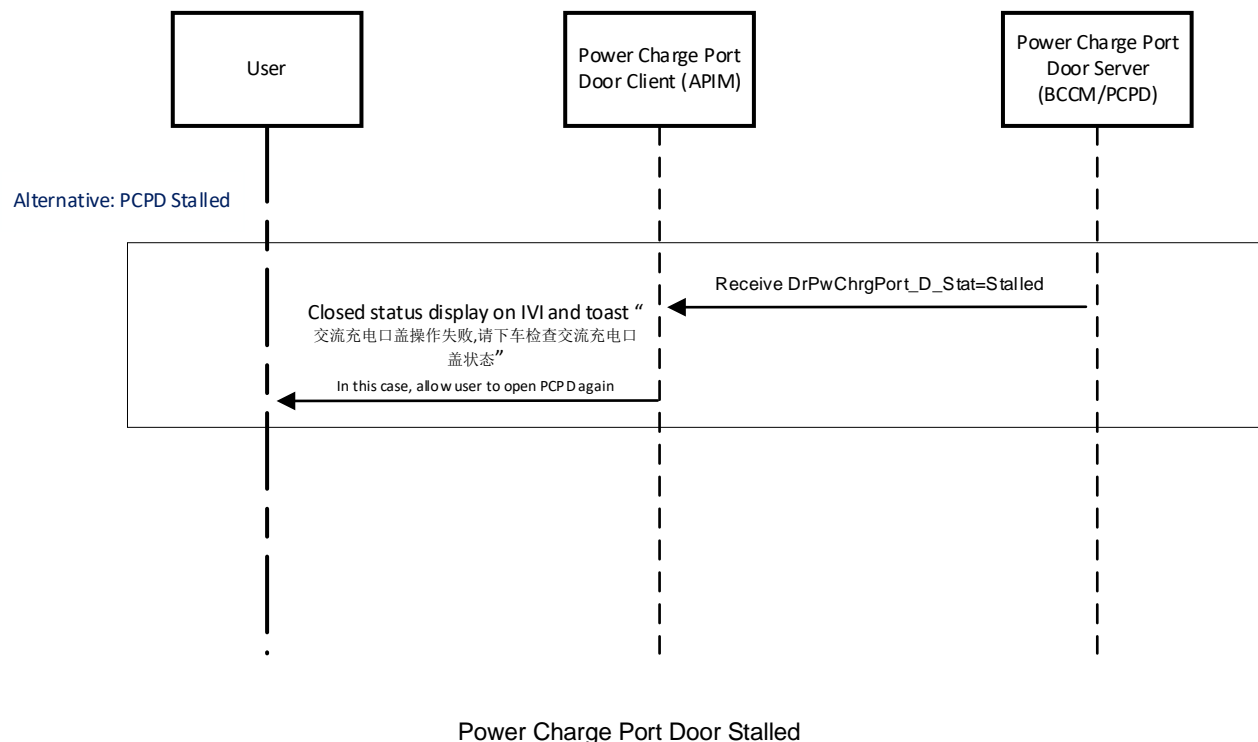 User
Power Charge Port
Door Client (APIM)
Power Charge Port
Door Server
(BCCM/PCPD)
Alternative: PCPD Stalled
Receive DrPwChrgPort_D_Stat=Stalled
Closed status display on IVI and toast “
交流充电口盖操作失败,请下车检查交流充电口
盖状态”
In this case, allow user to open PCPD again
Power Charge Port Door Stalled